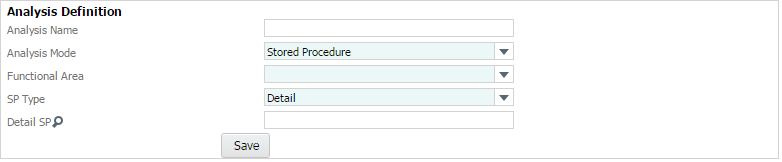 Analysis Definition
Analysis Name
Analysis Mode Stored Procedure
Functional Area
SP Type Detail
Detail SP
Save